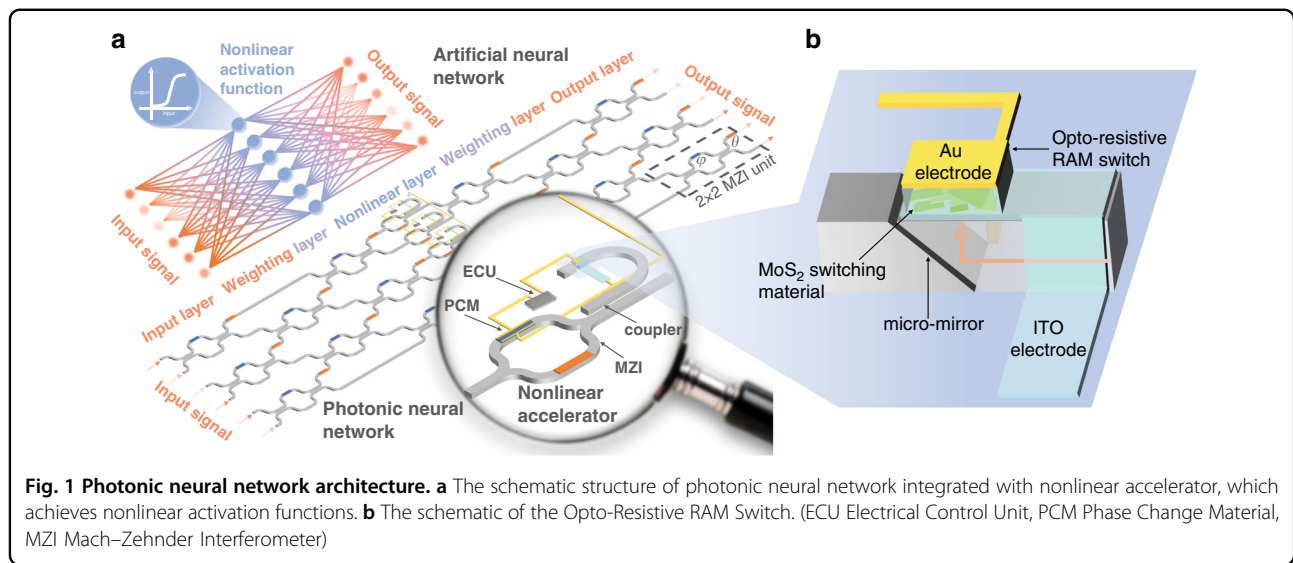 a
Nonlinear
activation
function
output
input
Output signal
Artificial neural
network
Input signal
Input layer Weighting layer Nonlinear layer Weighting layer Output layer
Output signal
θ
φ
2×2 MZI unit
Input signal
Photonic neural
network
ECU
PCM
coupler
MZI
Nonlinear
accelerator
b
Au
electrode
Opto-resistive
RAM switch
MoS₂ switching
material
micro-mirror
ITO
electrode
Fig. 1 Photonic neural network architecture. a The schematic structure of photonic neural network integrated with nonlinear accelerator, which
achieves nonlinear activation functions. b The schematic of the Opto-Resistive RAM Switch. (ECU Electrical Control Unit, PCM Phase Change Material,
MZI Mach–Zehnder Interferometer)